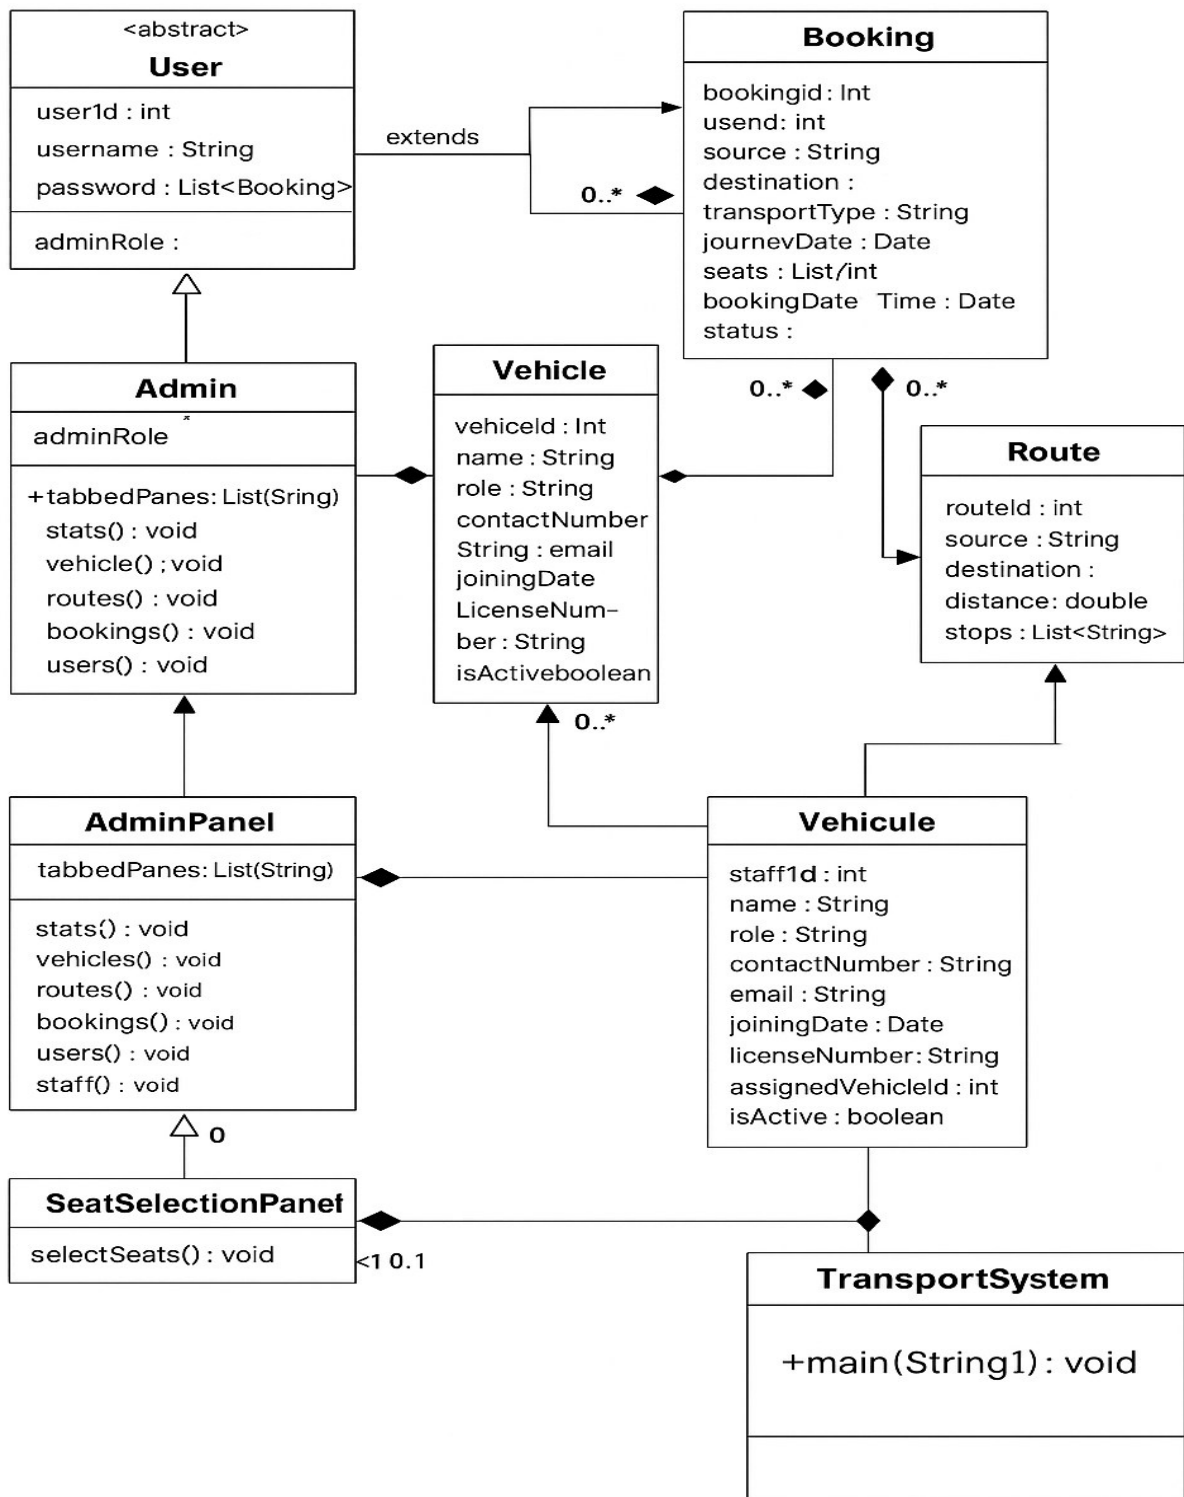 <abstract>
User
user1d : int
username : String
password : List<Booking>
adminRole :
extends
Booking
bookingid: Int
usend: int
source : String
destination :
transportType : String
journevDate : Date
seats : List/int
bookingDate Time : Date
status :
0..*
0..*
0..*
Admin
adminRole *
+tabbedPanes: List(Sring)
stats() : void
vehicle() ; void
routes() : void
bookings() : void
users() : void
Vehicle
vehiceld : Int
name : String
role : String
contactNumber
String : email
joiningDate
LicenseNum–
ber : String
isActiveboolean
0..*
Route
routeId : int
source : String
destination :
distance: double
stops : List<String>
AdminPanel
tabbedPanes: List(String)
stats() : void
vehicles() : void
routes() : void
bookings() : void
users() : void
staff() : void
0
Vehicule
staff1d : int
name : String
role : String
contactNumber : String
email : String
joiningDate : Date
licenseNumber: String
assignedVehicleId : int
isActive : boolean
SeatSelectionPanef
selectSeats() : void
<1 0.1
TransportSystem
+main(String1) : void